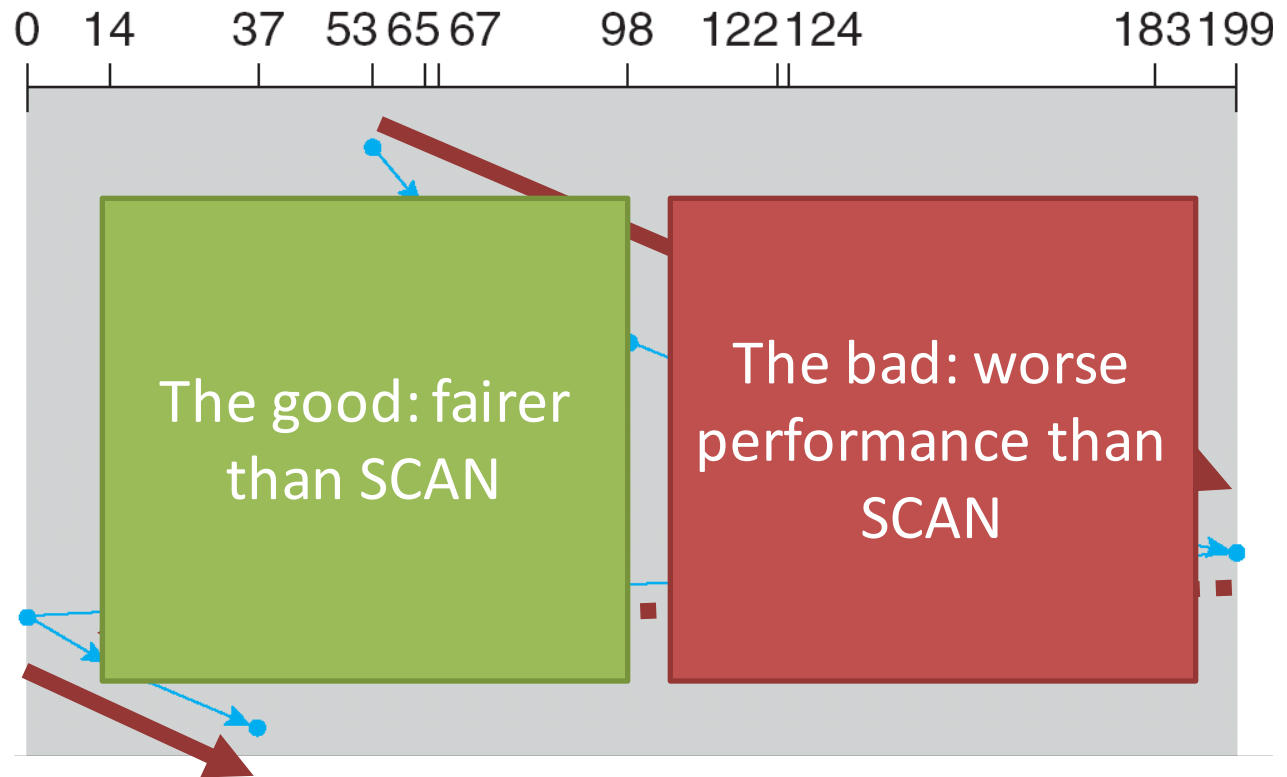 0 14 37 53 65 67 98 122 124 183 199
The good: fairer
than SCAN
The bad: worse
performance than
SCAN